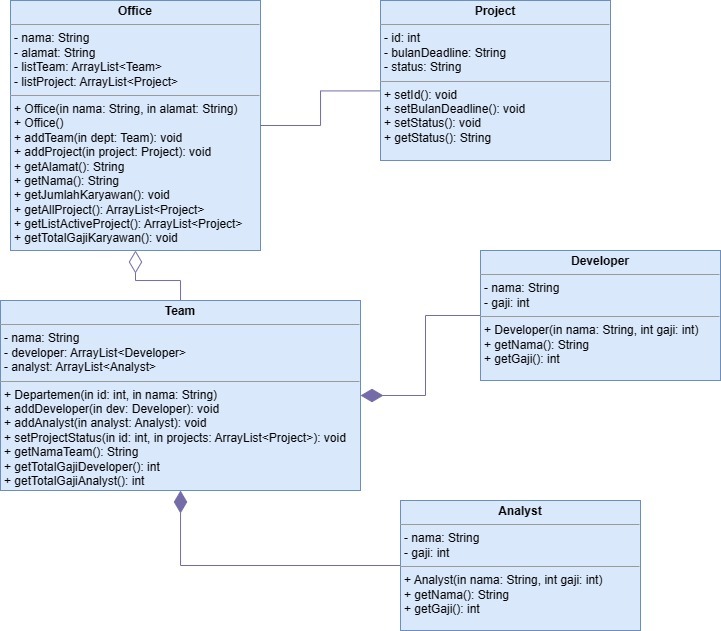 Office
- nama: String
- alamat: String
- listTeam: ArrayList<Team>
- listProject: ArrayList<Project>
+ Office(in nama: String, in alamat: String)
+ Office()
+ addTeam(in dept: Team): void
+ addProject(in project: Project): void
+ getAlamat(): String
+ getNama(): String
+ getJumlahKaryawan(): void
+ getAllProject(): ArrayList<Project>
+ getListActiveProject(): ArrayList<Project>
+ getTotalGajiKaryawan(): void
Project
- id: int
- bulanDeadline: String
- status: String
+ setId(): void
+ setBulanDeadline(): void
+ setStatus(): void
+ getStatus(): String
Team
- nama: String
- developer: ArrayList<Developer>
- analyst: ArrayList<Analyst>
+ Departemen(in id: int, in nama: String)
+ addDeveloper(in dev: Developer): void
+ addAnalyst(in analyst: Analyst): void
+ setProjectStatus(in id: int, in projects: ArrayList<Project>): void
+ getNamaTeam(): String
+ getTotalGajiDeveloper(): int
+ getTotalGajiAnalyst(): int
Developer
- nama: String
- gaji: int
+ Developer(in nama: String, int gaji: int)
+ getNama(): String
+ getGaji(): int
Analyst
- nama: String
- gaji: int
+ Analyst(in nama: String, int gaji: int)
+ getNama(): String
+ getGaji(): int